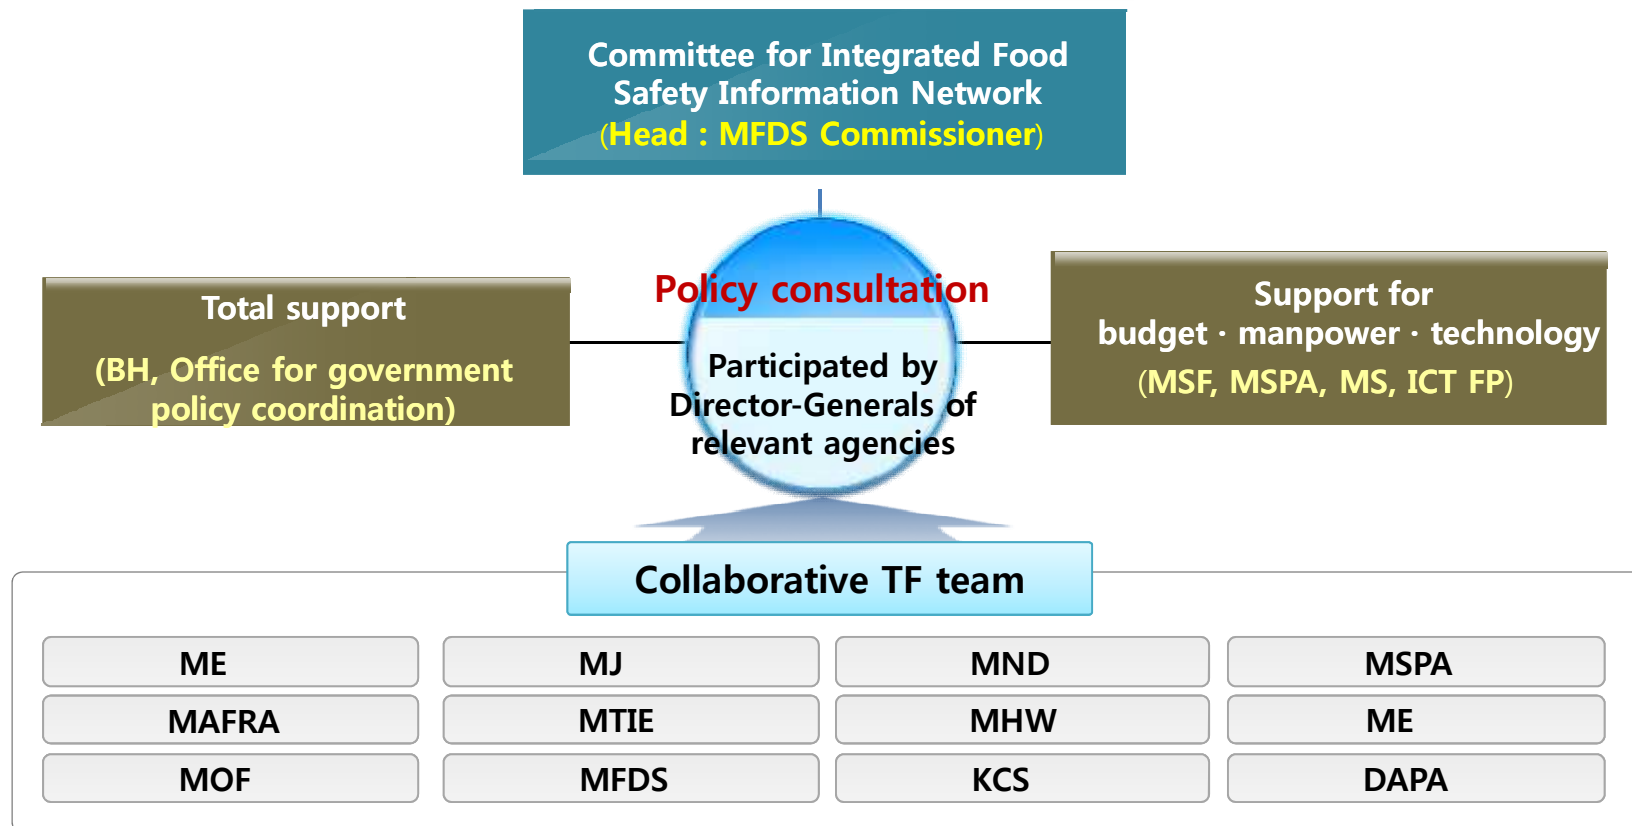 Committee for Integrated Food
Safety Information Network
(Head : MFDS Commissioner)
Policy consultation
Participated by
Director-Generals of
relevant agencies
Total support
(BH, Office for government
policy coordination)
Support for
budget · manpower · technology
(MSF, MSPA, MS, ICT FP)
Collaborative TF team
ME
MJ
MND
MSPA
MAFRA
MTIE
MHW
ME
MOF
MFDS
KCS
DAPA